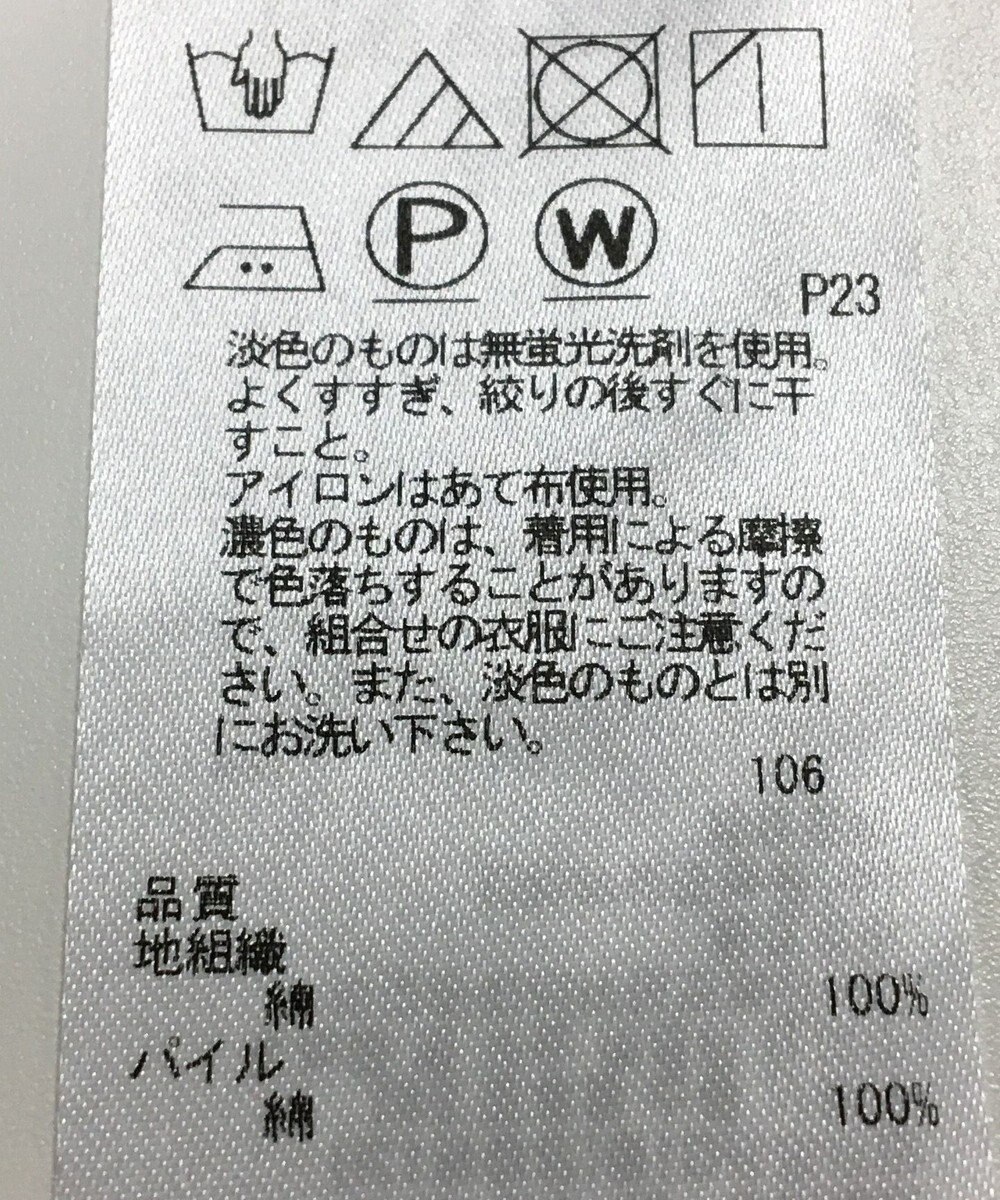 P W
P23
淡色のものは無蛍光洗剤を使用。
よくすすぎ、絞りの後すぐに干
すこと。
アイロンはあて布使用。
濃色のものは、着用による摩擦
で色落ちすることがありますの
で、組合せの衣服にご注意くだ
さい。また、淡色のものとは別
にお洗い下さい。
106
品質
地組織
綿 100%
パイル
綿 100%